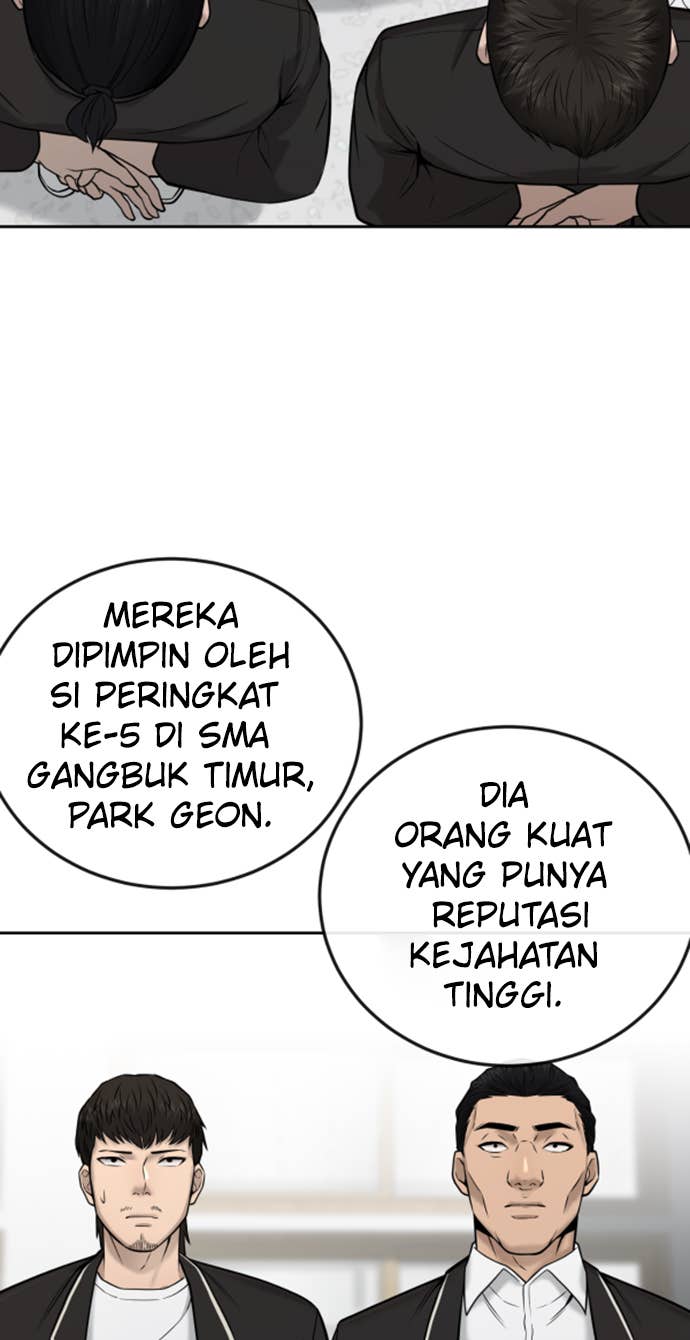 MEREKA
DIPIMPIN OLEH
SI PERINGKAT
KE-5 DI SMA
GANGBUK TIMUR,
PARK GEON.
DIA
ORANG KUAT
YANG PUNYA
REPUTASI
KEJAHATAN
TINGGI.